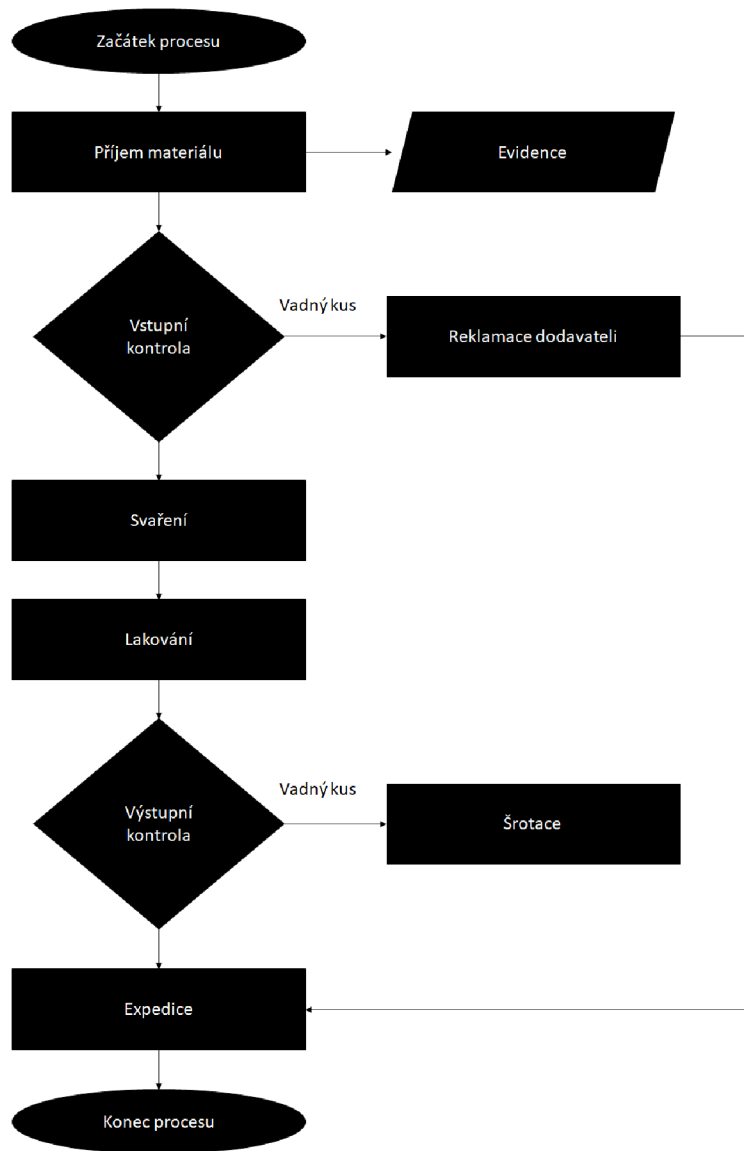 Začátek procesu
Příjem materiálu
Evidence
Vstupní
kontrola
Vadný kus
Reklamace dodavateli
Svaření
Lakování
Výstupní
kontrola
Vadný kus
Šrotace
Expedice
Konec procesu